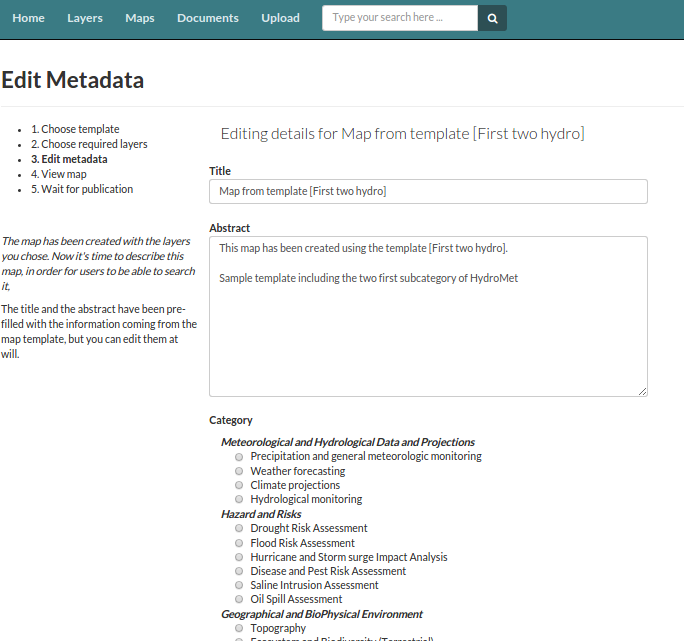 Home Layers Maps Documents Upload Type your search here ...
Edit Metadata
1. Choose template
2. Choose required layers
3. Edit metadata
4. View map
5. Wait for publication
The map has been created with the layers
you chose. Now it's time to describe this
map, in order for users to be able to search
it.
The title and the abstract have been pre-
filled with the information coming from the
map template, but you can edit them at
will.
Editing details for Map from template [First two hydro]
Title
Map from template [First two hydro]
Abstract
This map has been created using the template [First two hydro].
Sample template including the two first subcategory of HydroMet
Category
Meteorological and Hydrological Data and Projections
Precipitation and general meteorologic monitoring
Weather forecasting
Climate projections
Hydrological monitoring
Hazard and Risks
Drought Risk Assessment
Flood Risk Assessment
Hurricane and Storm surge Impact Analysis
Disease and Pest Risk Assessment
Saline Intrusion Assessment
Oil Spill Assessment
Geographical and BioPhysical Environment
Topography
Ecosystem and Biodiversity (Terrestrial)